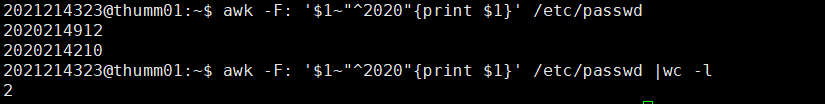 2021214323@thumm01:~$ awk -F: '$1~"^2020"{print $1}' /etc/passwd
2020214912
2020214210
2021214323@thumm01:~$ awk -F: '$1~"^2020"{print $1}' /etc/passwd |wc -l
2